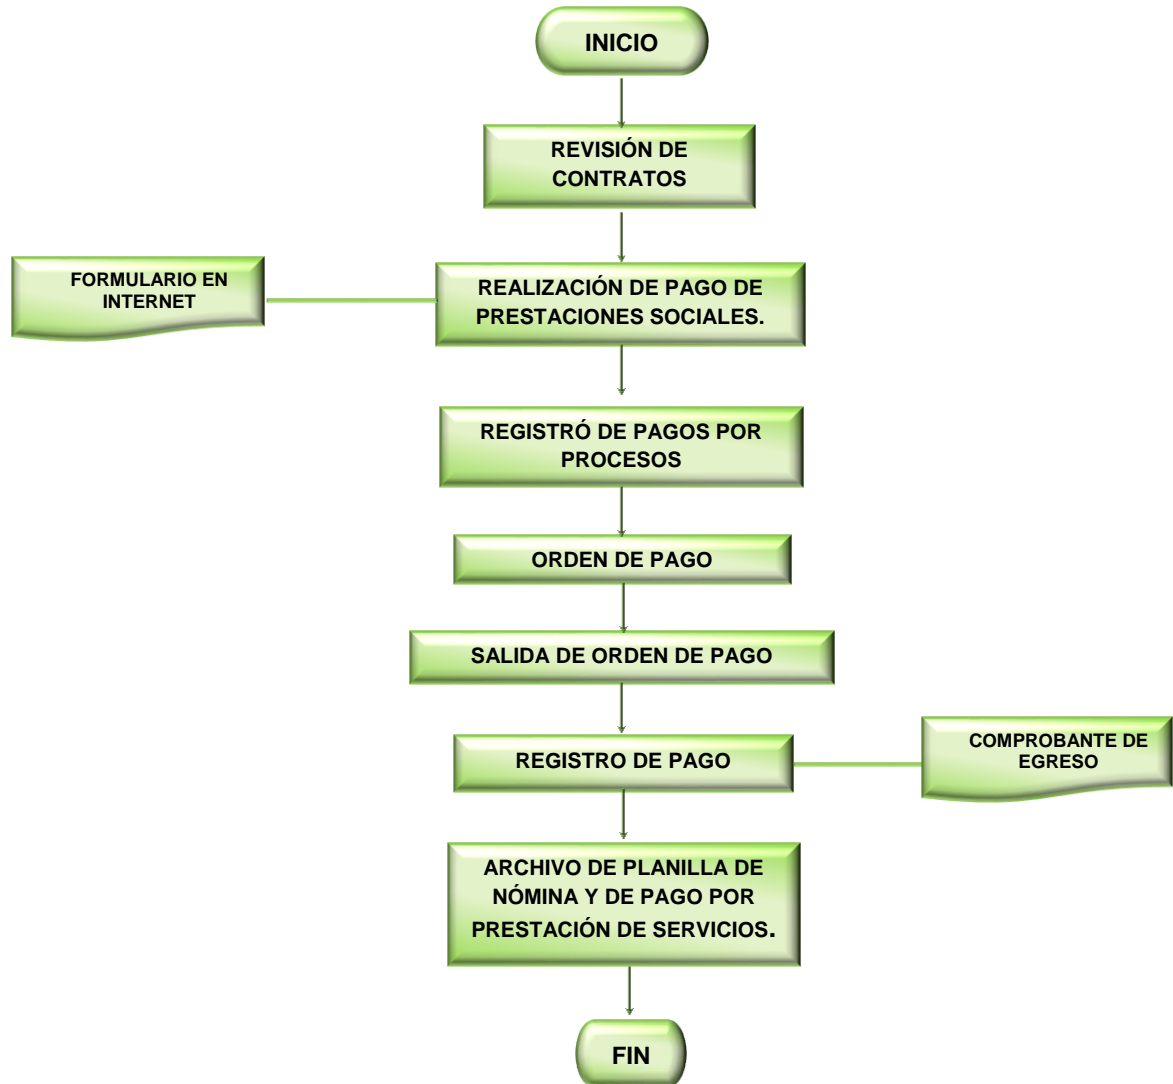 INICIO
REVISIÓN DE
CONTRATOS
FORMULARIO EN
INTERNET
REALIZACIÓN DE PAGO DE
PRESTACIONES SOCIALES.
REGISTRÓ DE PAGOS POR
PROCESOS
ORDEN DE PAGO
SALIDA DE ORDEN DE PAGO
REGISTRO DE PAGO
COMPROBANTE DE
EGRESO
ARCHIVO DE PLANILLA DE
NÓMINA Y DE PAGO POR
PRESTACIÓN DE SERVICIOS.
FIN